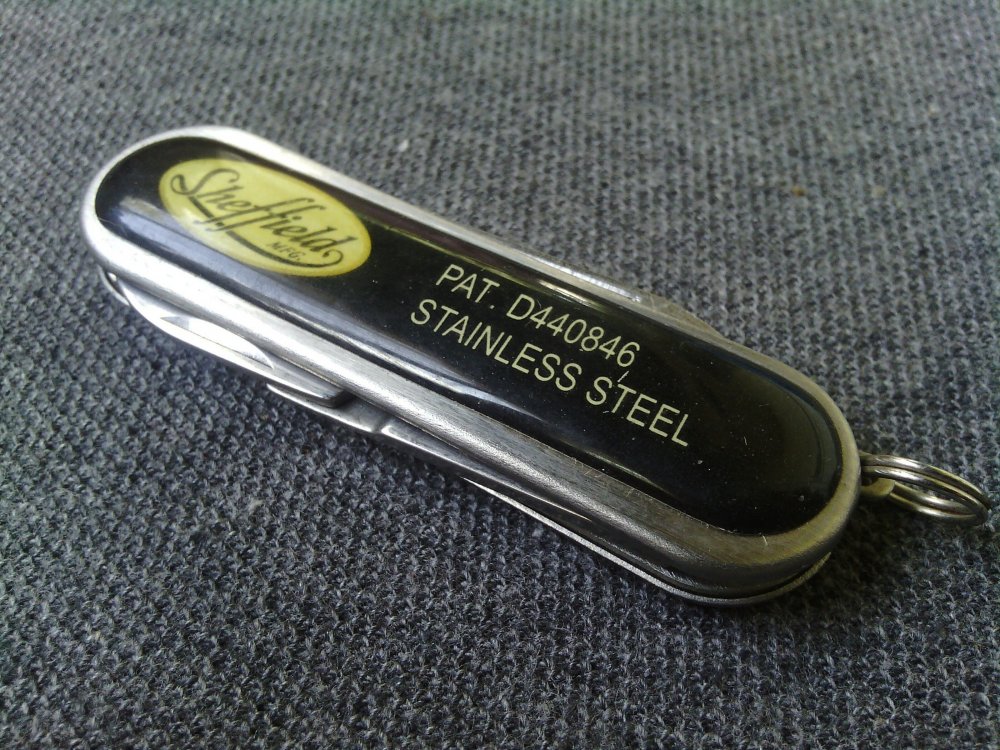 Sheffield
MFG.
PAT. D440846
STAINLESS STEEL